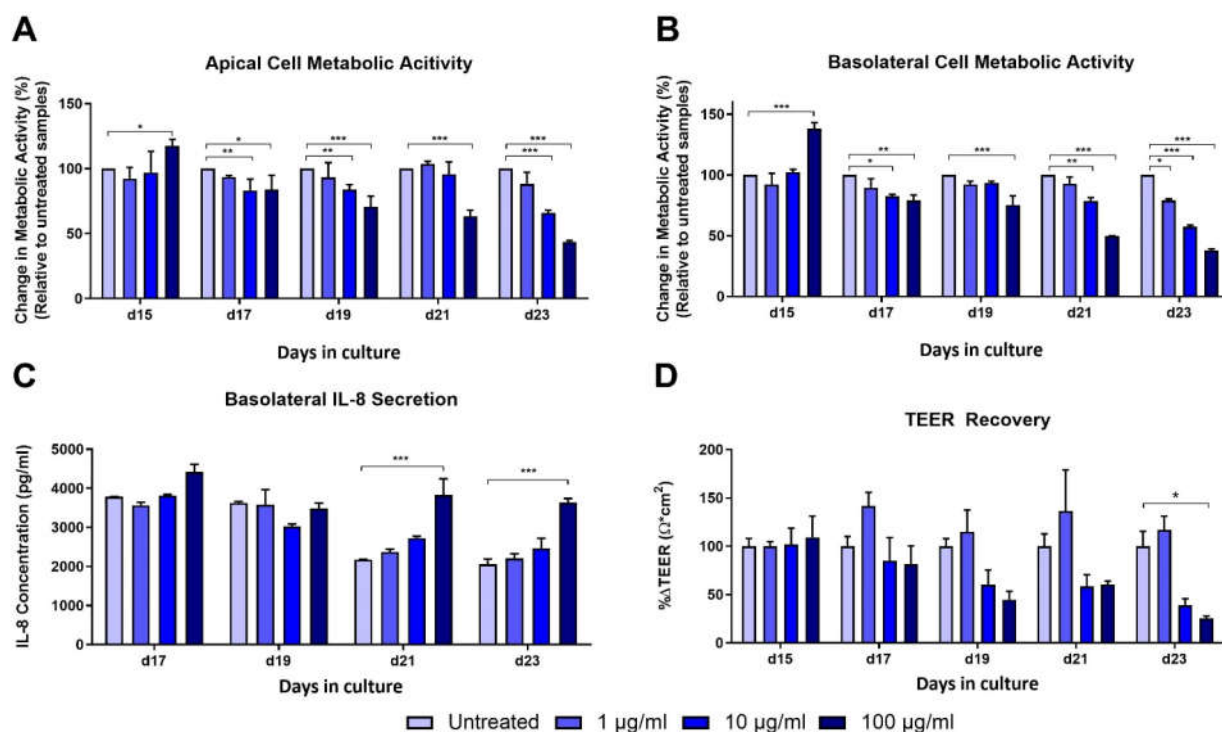 A
Apical Cell Metabolic Acitivity
Change in Metabolic Activity (%)
(Relative to untreated samples)
150
100
50
0
* * ** *** ** *** *** ***
d15 d17 d19 d21 d23
Days in culture
B
Basolateral Cell Metabolic Activity
Change in Metabolic Activity (%)
(Relative to untreated samples)
150
100
50
0
*** ** * *** *** ** *** *** *
d15 d17 d19 d21 d23
Days in culture
C
Basolateral IL-8 Secretion
IL-8 Concentration (pg/ml)
5000
4000
3000
2000
1000
0
*** ***
d17 d19 d21 d23
Days in culture
D
TEER Recovery
%ΔTEER (Ω*cm²)
200
150
100
50
0
*
d15 d17 d19 d21 d23
Days in culture
Untreated 1 µg/ml 10 µg/ml 100 µg/ml